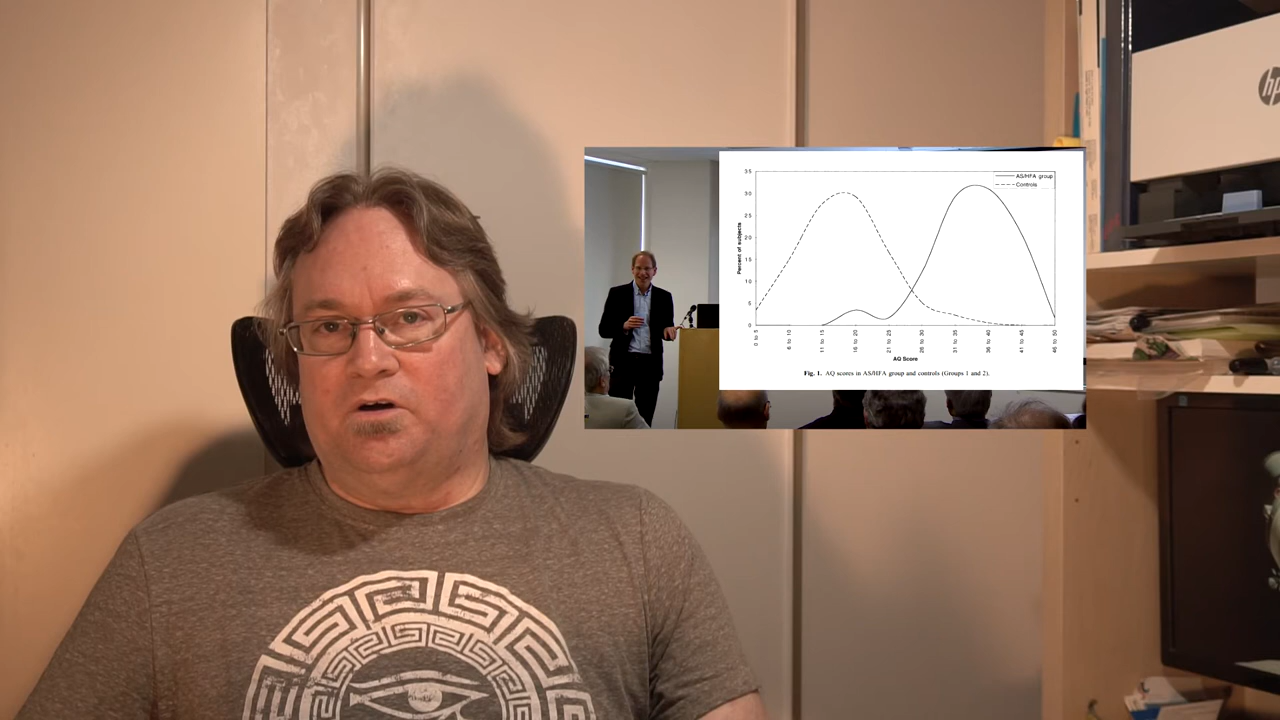 hp
35
AS/HFA group
Controls
30
25
20
15
10
5
0
Percent of subjects
0 to 5
6 to 10
11 to 15
16 to 20
21 to 25
26 to 30
31 to 35
36 to 40
41 to 45
46 to 50
AQ Score
Fig. 1. AQ scores in AS/HFA group and controls (Groups 1 and 2).